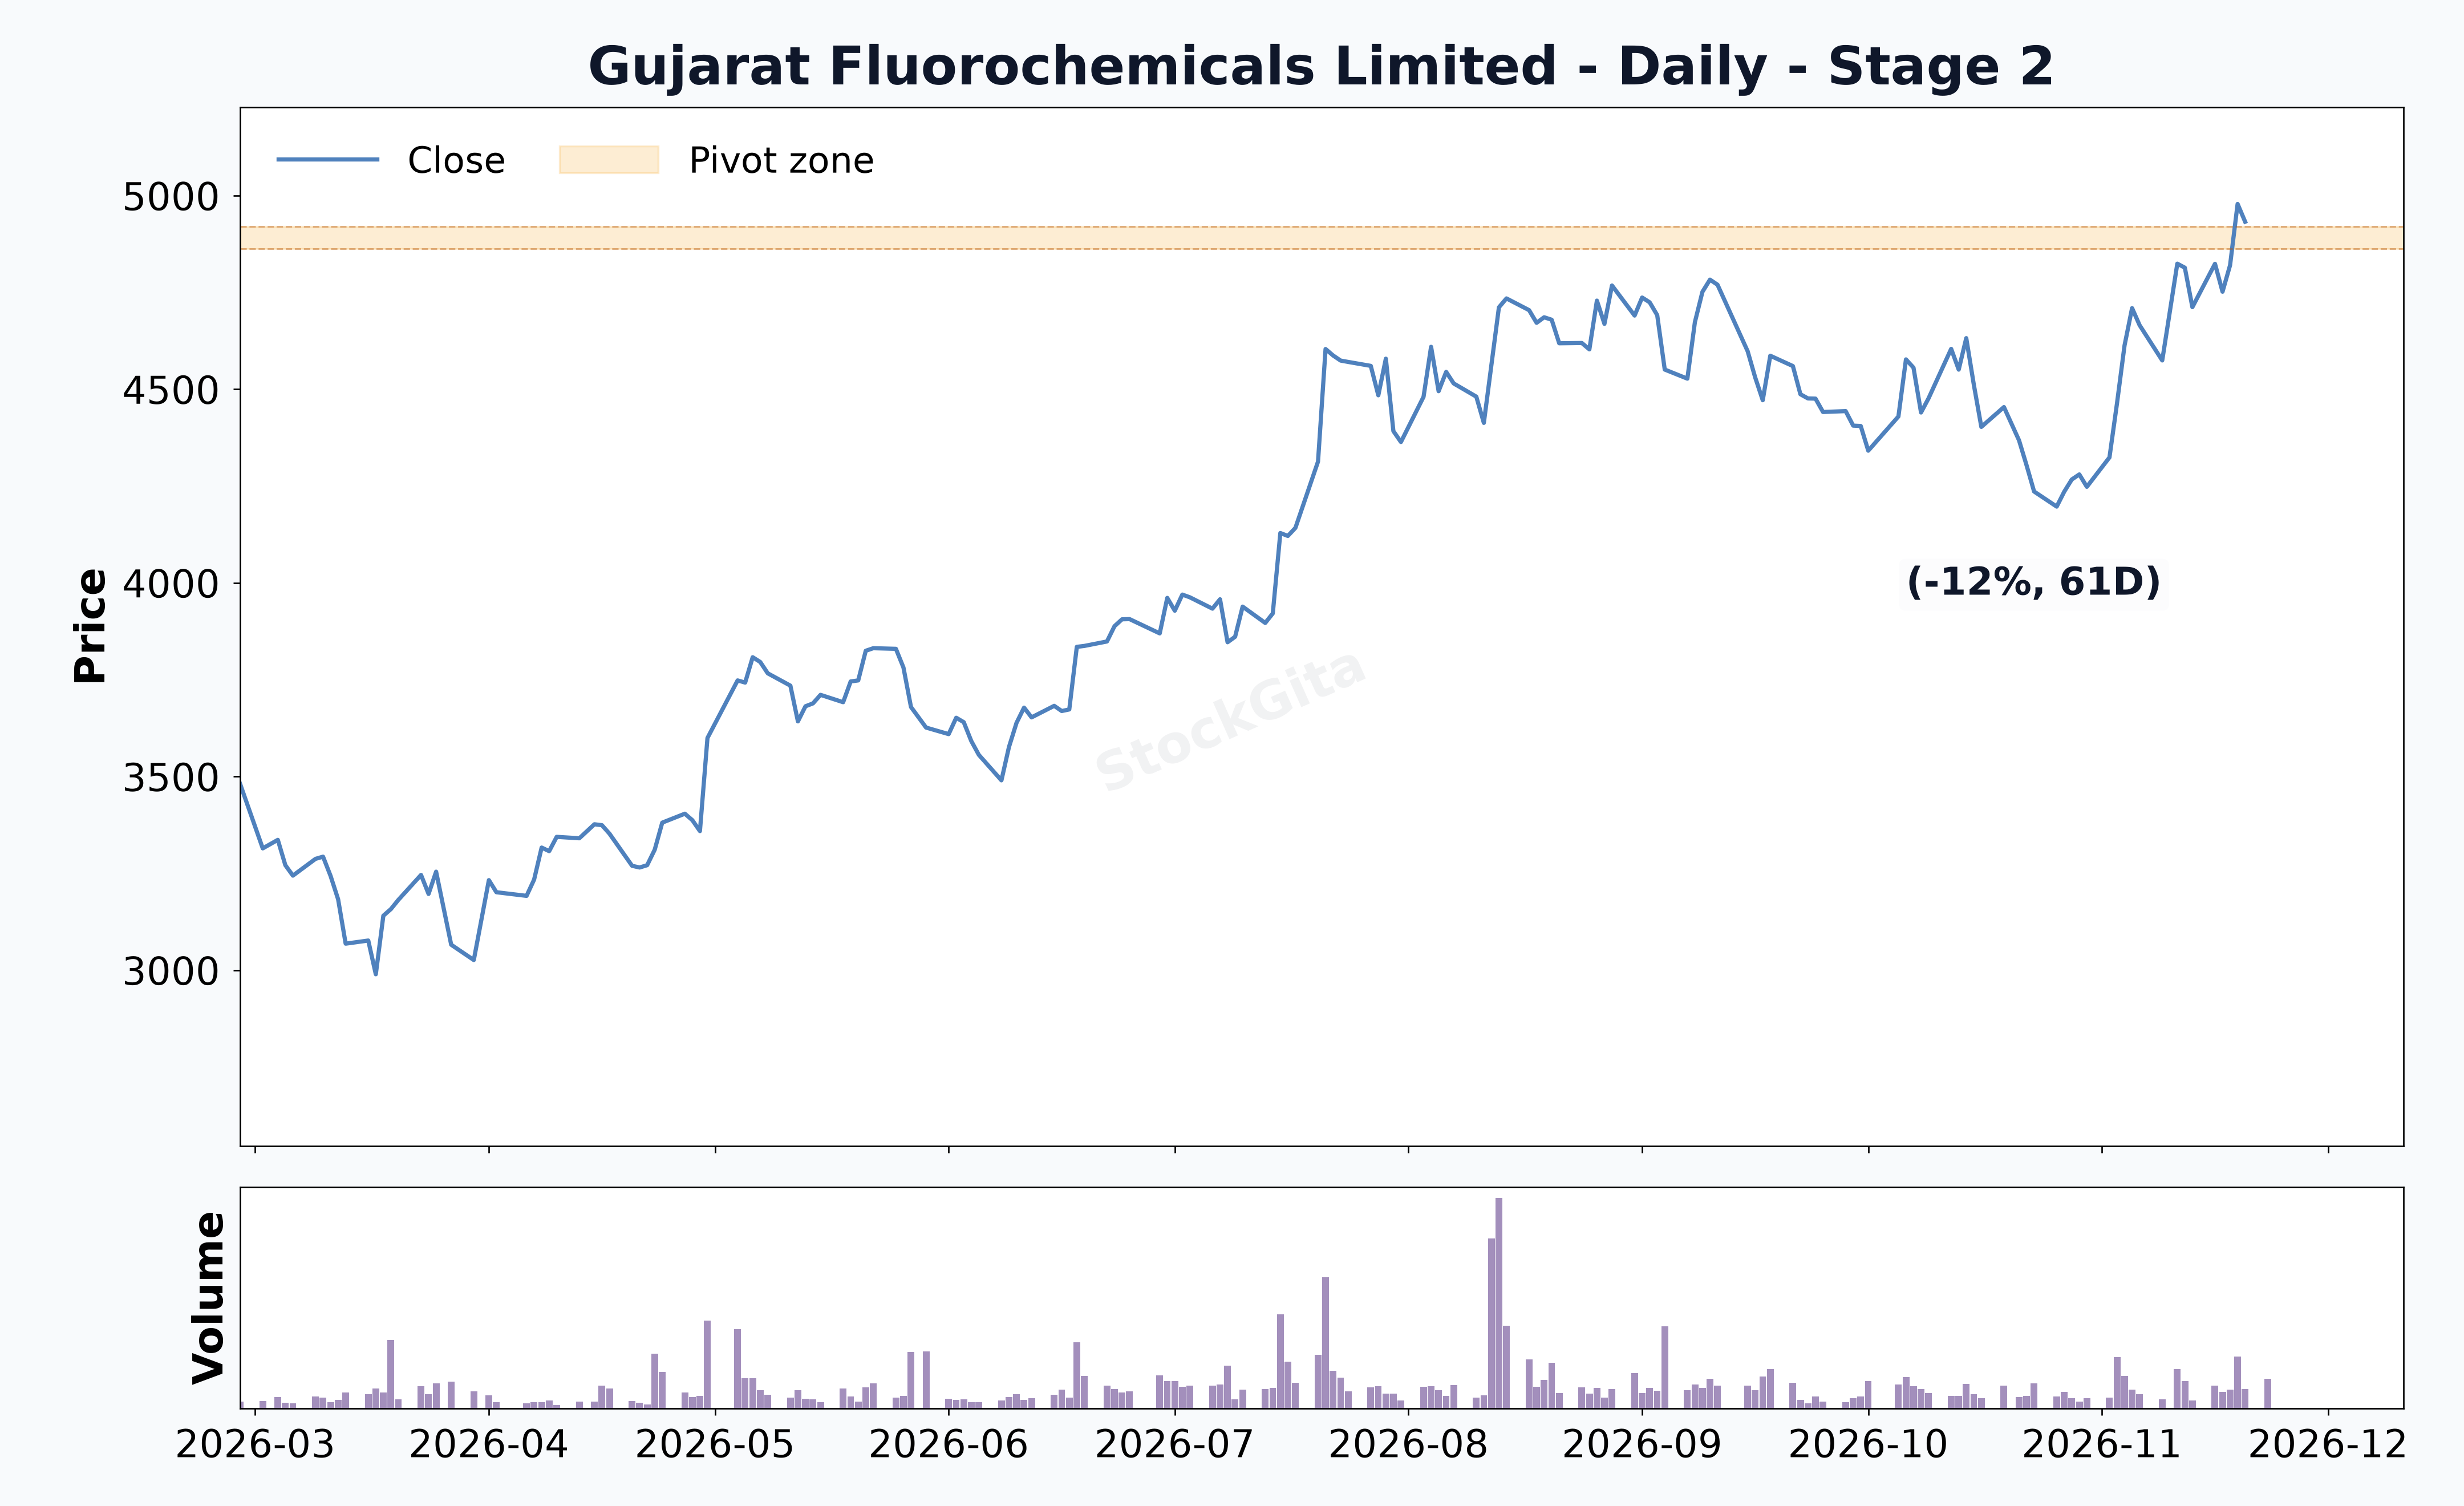 Gujarat Fluorochemicals Limited - Daily - Stage 2
Close
Pivot zone
5000
4500
4000
3500
3000
Price
(-12%, 61D)
StockGita
Volume
2026-03
2026-04
2026-05
2026-06
2026-07
2026-08
2026-09
2026-10
2026-11
2026-12